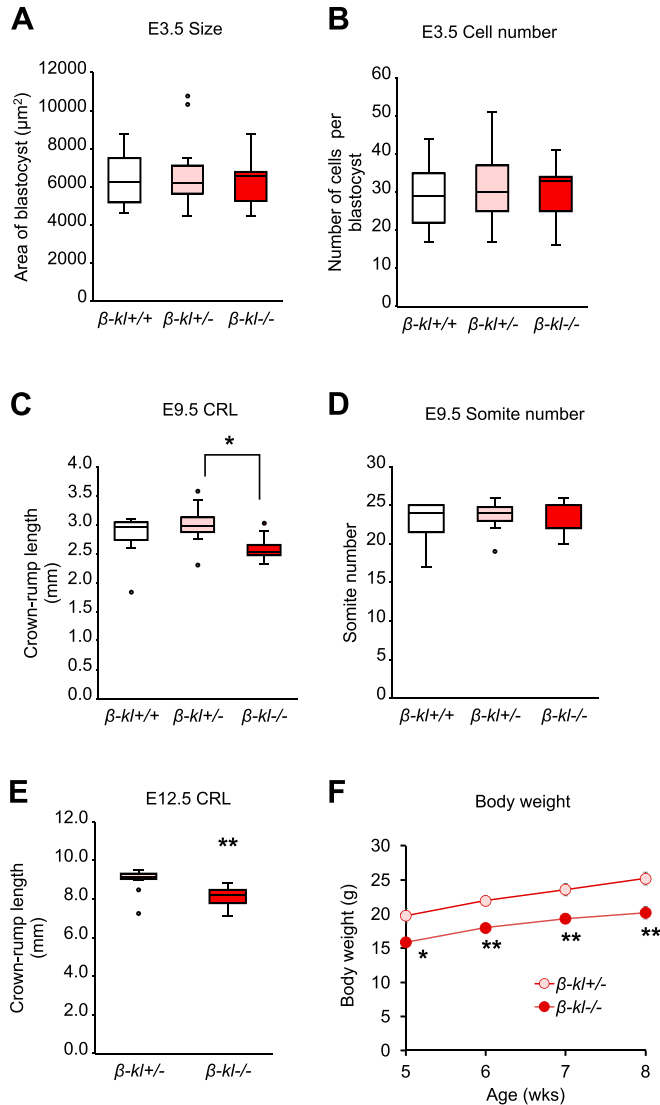 A
E3.5 Size
Area of blastocyst (µm²)
12000
10000
8000
6000
4000
2000
0
β-kl+/+
β-kl+/-
β-kl-/-
B
E3.5 Cell number
Number of cells per
blastocyst
60
50
40
30
20
10
0
β-kl+/+
β-kl+/-
β-kl-/-
C
E9.5 CRL
*
Crown-rump length
(mm)
4.0
3.5
3.0
2.5
2.0
1.5
1.0
0.5
0.0
β-kl+/+
β-kl+/-
β-kl-/-
D
E9.5 Somite number
Somite number
30
25
20
15
10
5
0
β-kl+/+
β-kl+/-
β-kl-/-
E
E12.5 CRL
**
Crown-rump length
(mm)
12.0
10.0
8.0
6.0
4.0
2.0
0.0
β-kl+/-
β-kl-/-
F
Body weight
Body weight (g)
30
25
20
15
10
5
0
*
**
**
**
β-kl+/-
β-kl-/-
5 6 7 8
Age (wks)